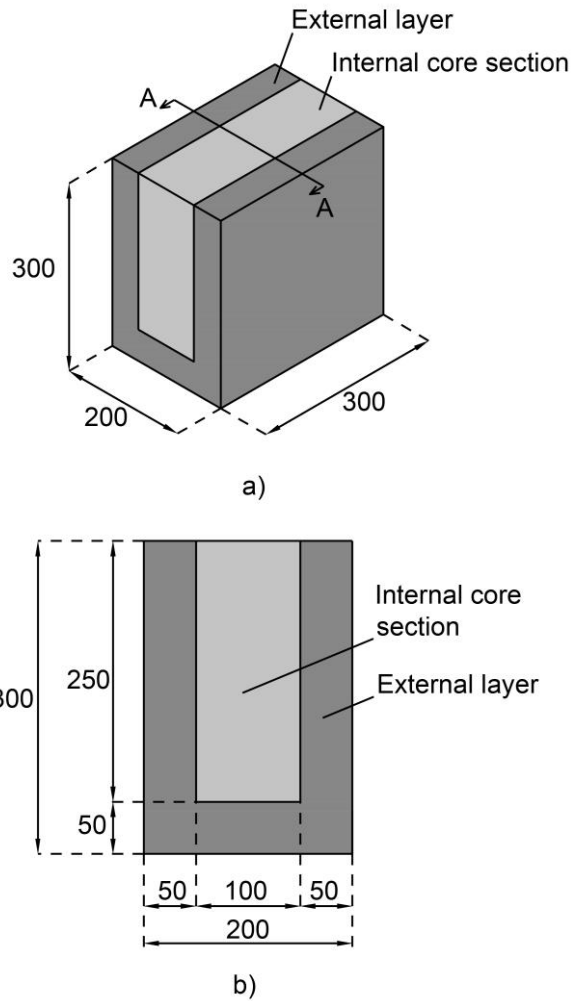 External layer
Internal core section
A
A
300
200
300
a)
Internal core
section
External layer
250
300
50
50
100
50
200
b)